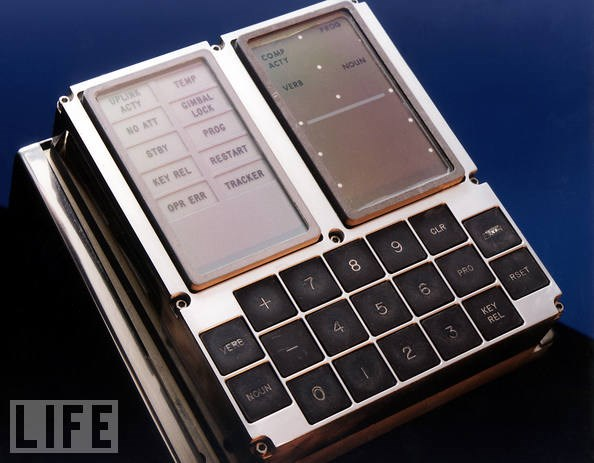 UPLINK ACTY
TEMP
NO ATT
GIMBAL LOCK
STBY
PROG
KEY REL
RESTART
OPR ERR
TRACKER
COMP ACTY
PROG
VERB
NOUN
+ 7 8 9 CLR
VERB - 4 5 6 PRO RSET
NOUN 0 1 2 3 KEY REL
LIFE